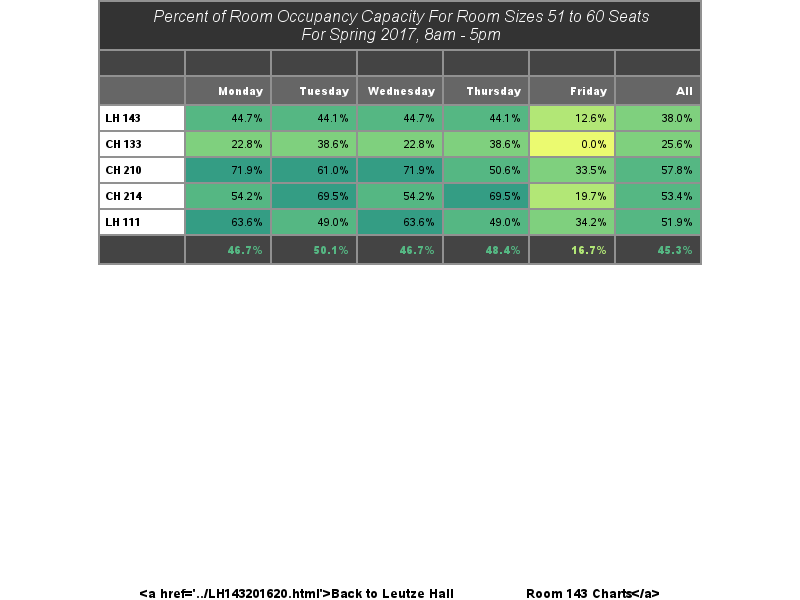 Percent of Room Occupancy Capacity For Room Sizes 51 to 60 Seats
For Spring 2017, 8am - 5pm
Monday Tuesday Wednesday Thursday Friday All
LH 143 44.7% 44.1% 44.7% 44.1% 12.6% 38.0%
CH 133 22.8% 38.6% 22.8% 38.6% 0.0% 25.6%
CH 210 71.9% 61.0% 71.9% 50.6% 33.5% 57.8%
CH 214 54.2% 69.5% 54.2% 69.5% 19.7% 53.4%
LH 111 63.6% 49.0% 63.6% 49.0% 34.2% 51.9%
46.7% 50.1% 46.7% 48.4% 16.7% 45.3%
<a href='../LH143201620.html'>Back to Leutze Hall Room 143 Charts</a>